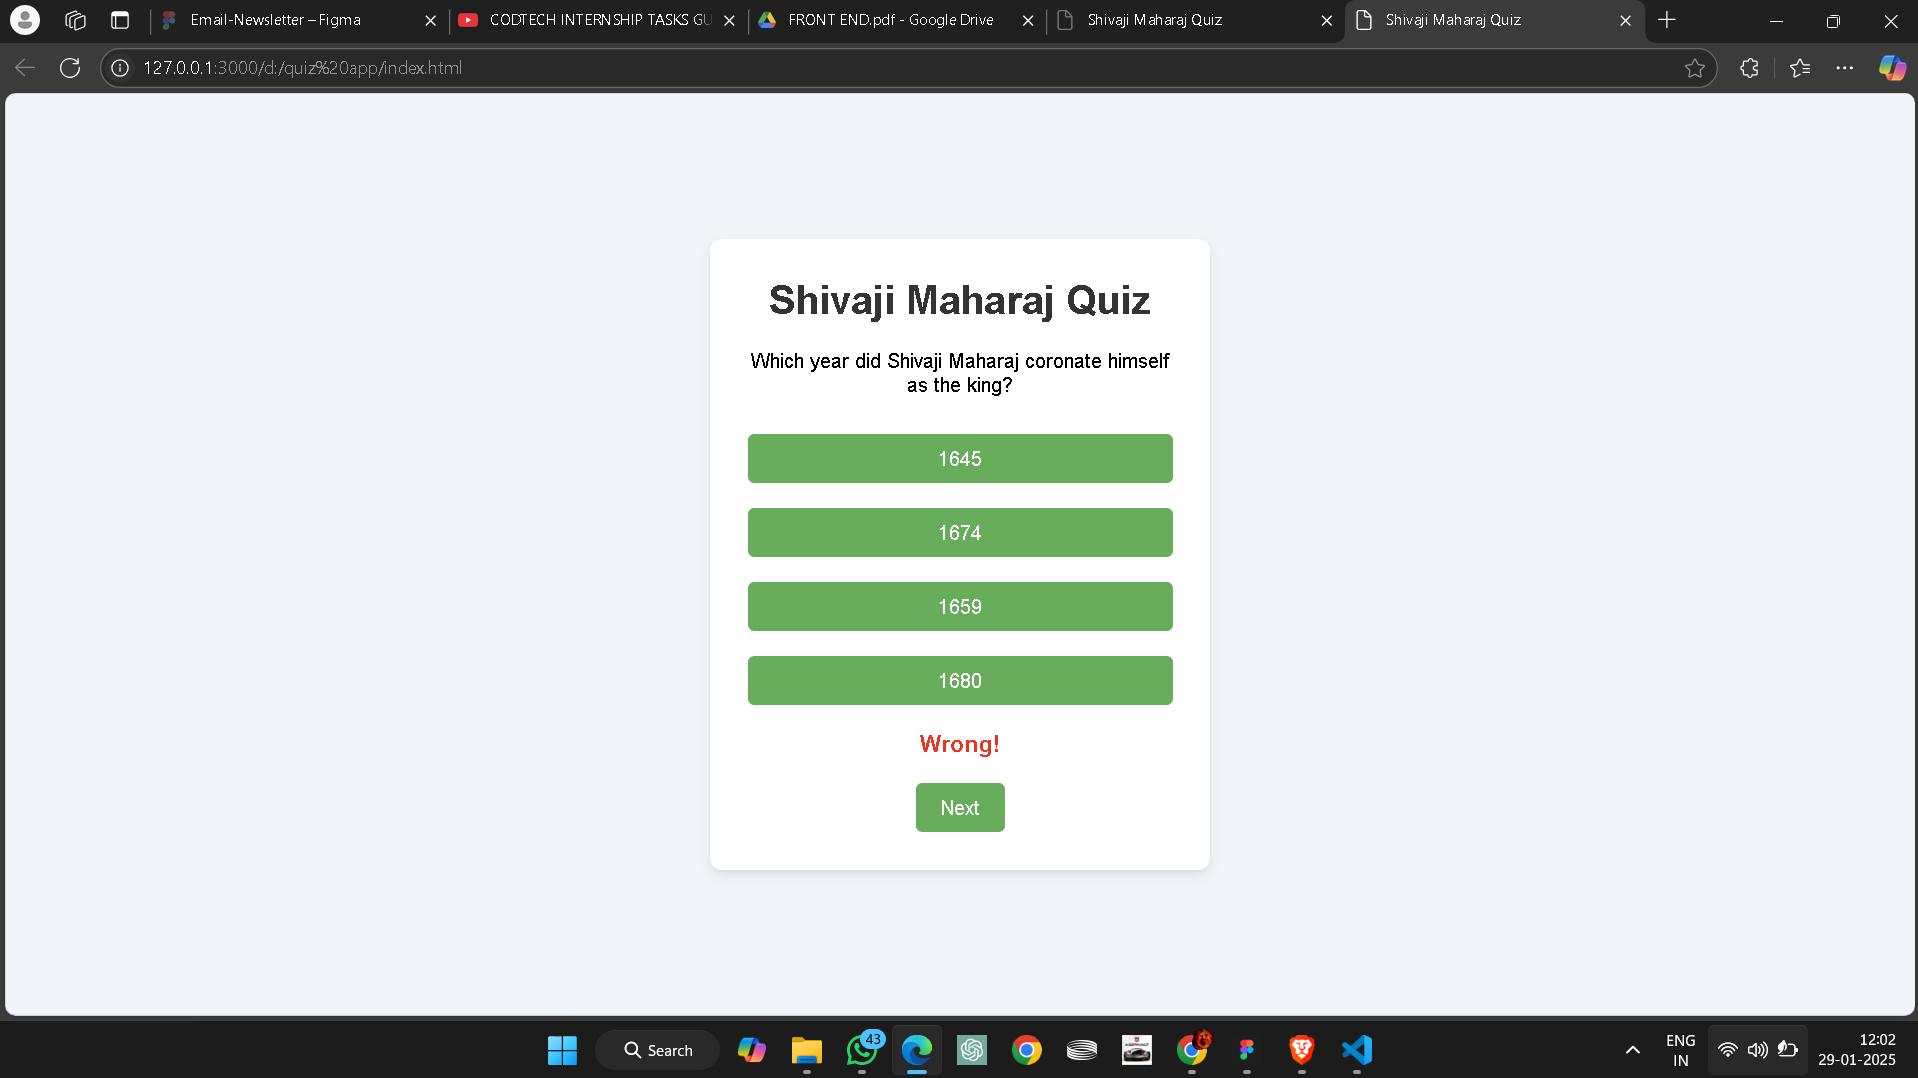 Email-Newsletter – Figma
CODTECH INTERNSHIP TASKS GU
FRONT END.pdf - Google Drive
Shivaji Maharaj Quiz
Shivaji Maharaj Quiz
127.0.0.1:3000/d:/quiz%20app/index.html
Shivaji Maharaj Quiz
Which year did Shivaji Maharaj coronate himself
as the king?
1645
1674
1659
1680
Wrong!
Next
Search
43
ASPHALT
ENG
IN
12:02
29-01-2025